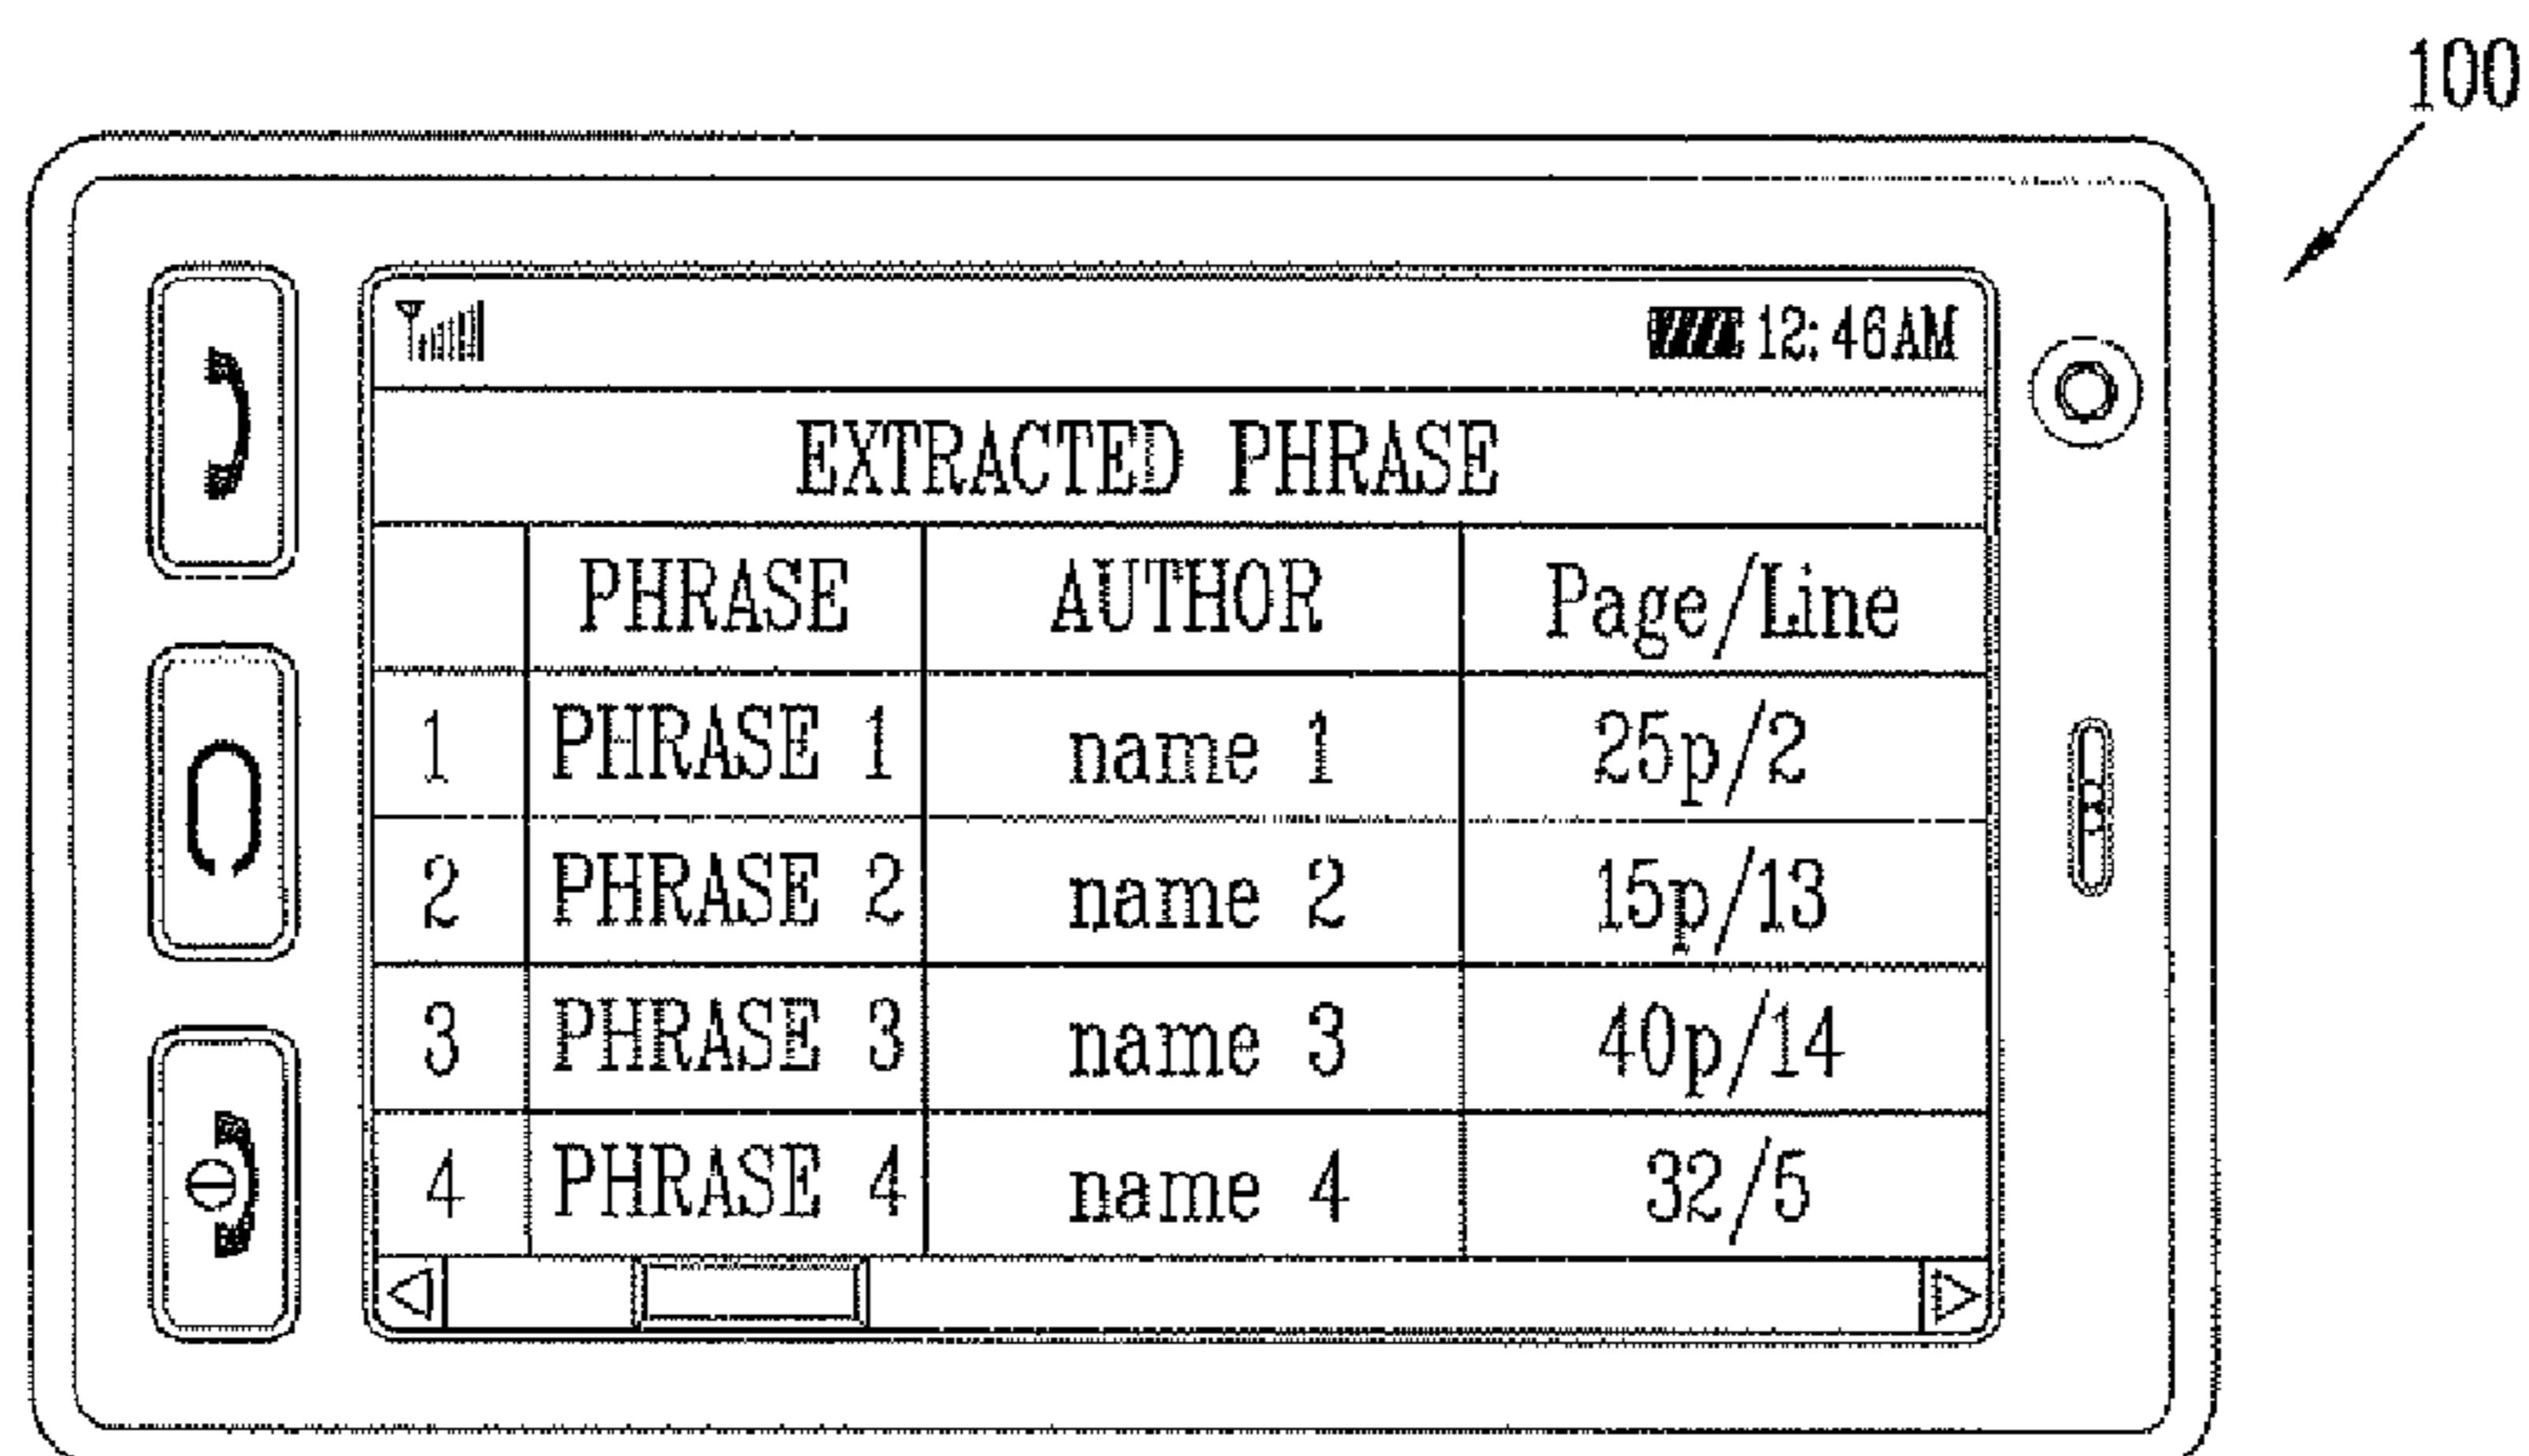 100
12:46AM
EXTRACTED PHRASE
PHRASE AUTHOR Page/Line
1 PHRASE 1 name 1 25p/2
2 PHRASE 2 name 2 15p/13
3 PHRASE 3 name 3 40p/14
4 PHRASE 4 name 4 32/5